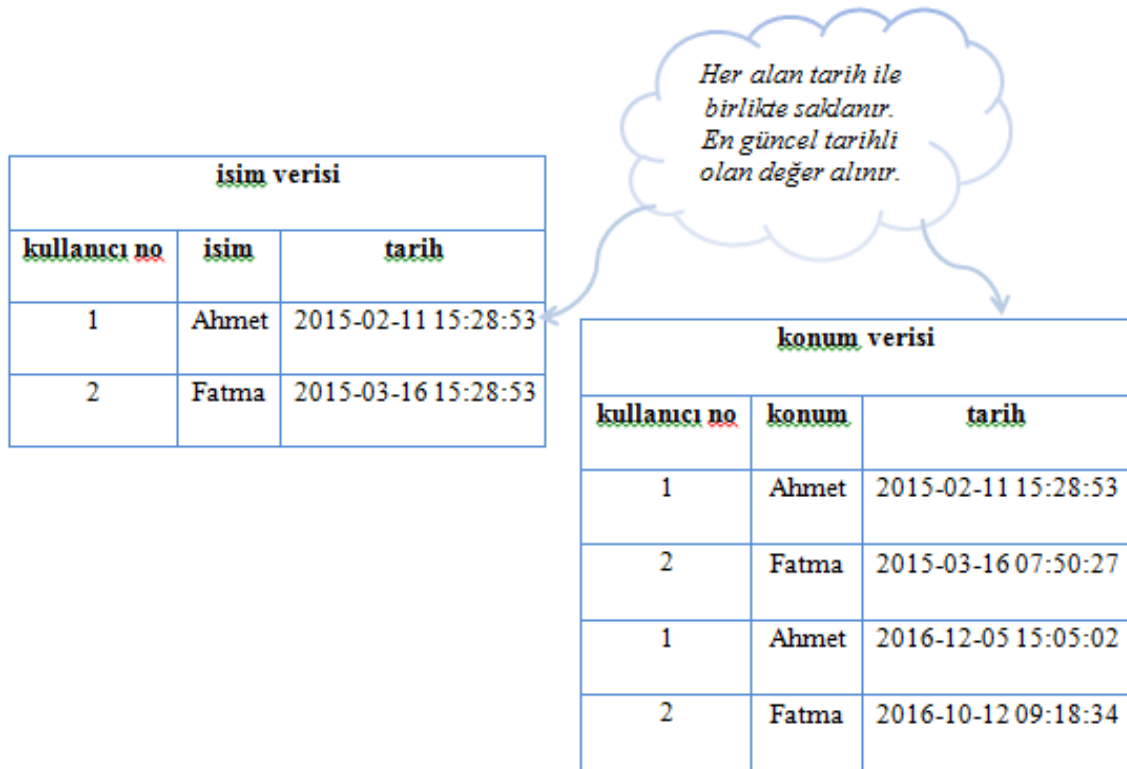 Her alan tarih ile
birlikte saklanır.
En güncel tarihli
olan değer alınır.
isim verisi
kullanıcı no isim tarih
1 Ahmet 2015-02-11 15:28:53
2 Fatma 2015-03-16 15:28:53
konum verisi
kullanıcı no konum tarih
1 Ahmet 2015-02-11 15:28:53
2 Fatma 2015-03-16 07:50:27
1 Ahmet 2016-12-05 15:05:02
2 Fatma 2016-10-12 09:18:34